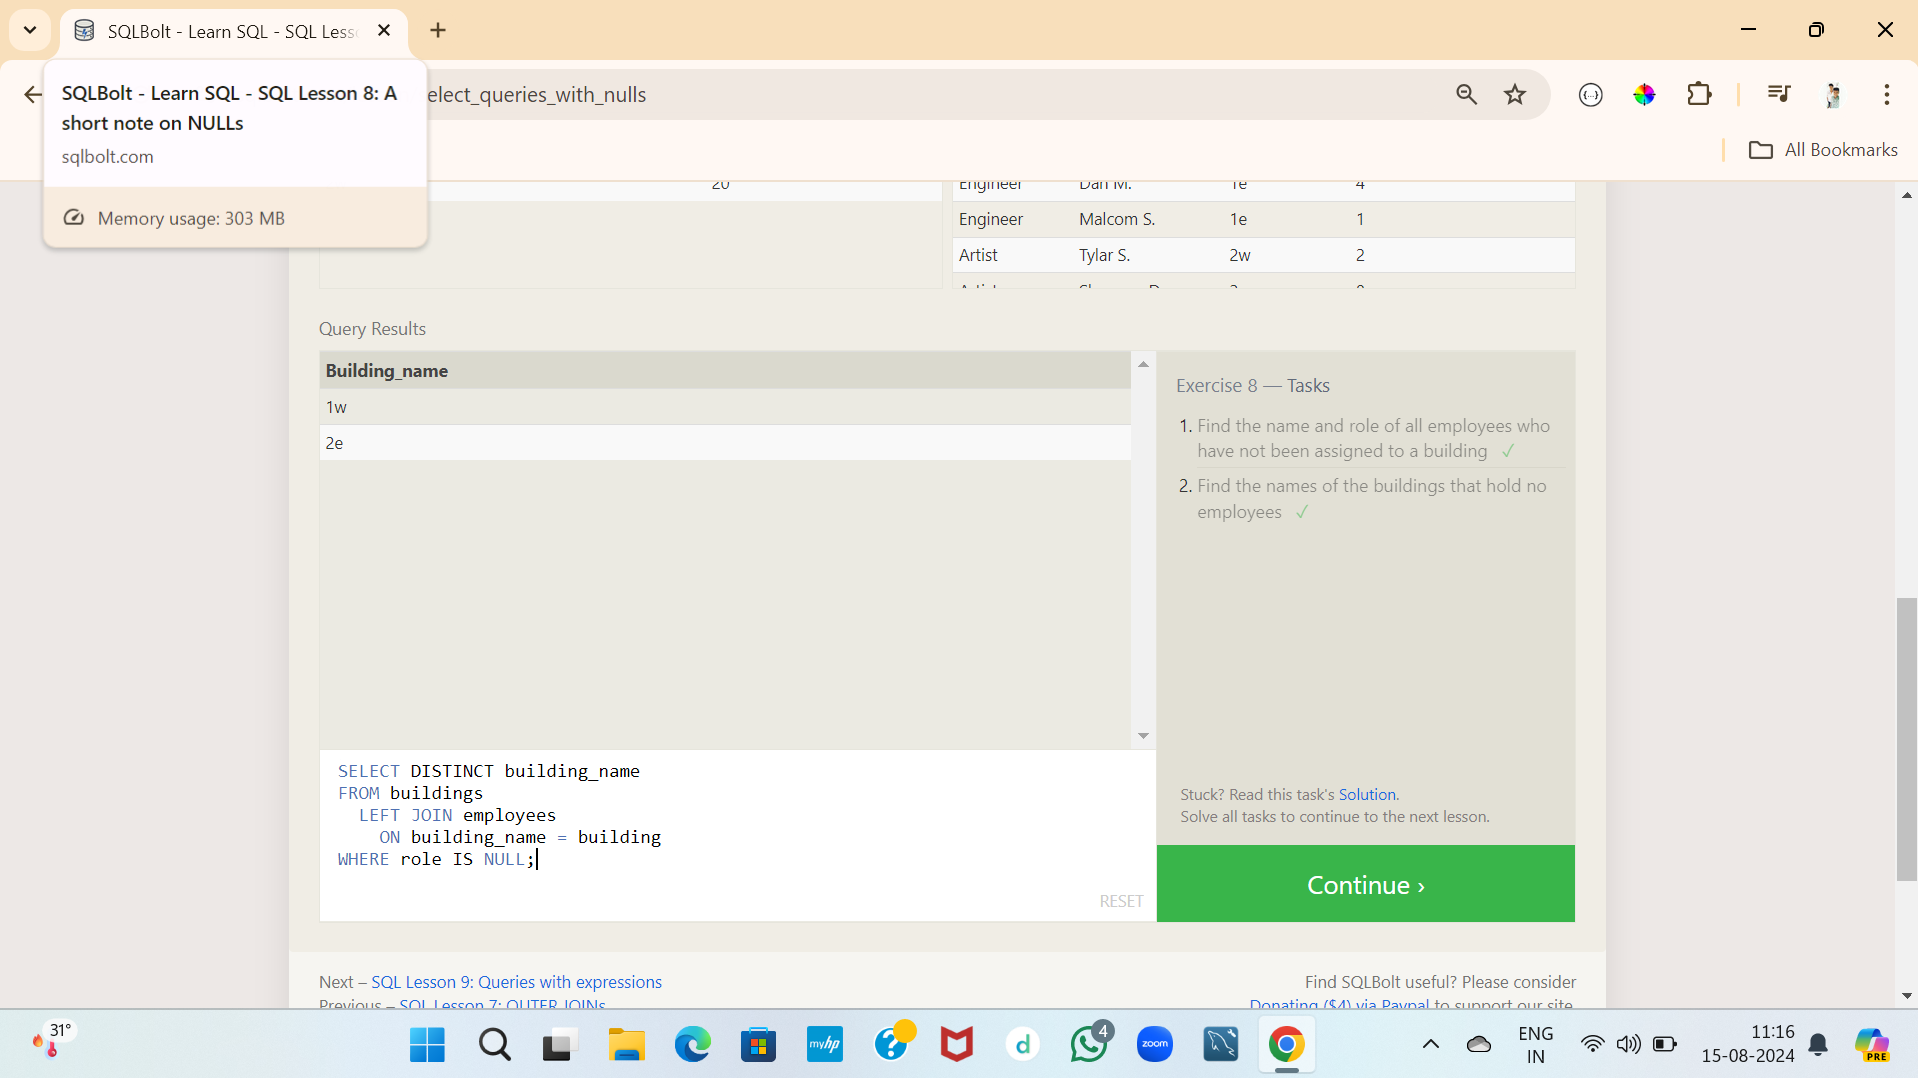 SQLBolt - Learn SQL - SQL Less
SQLBolt - Learn SQL - SQL Lesson 8: A
short note on NULLs
sqlbolt.com
Memory usage: 303 MB
elect_queries_with_nulls
All Bookmarks
20
Engineer Dan M. 1e 4
Engineer Malcom S. 1e 1
Artist Tylar S. 2w 2
Query Results
Building_name
1w
2e
Exercise 8 — Tasks
1. Find the name and role of all employees who
have not been assigned to a building ✓
2. Find the names of the buildings that hold no
employees ✓
SELECT DISTINCT building_name
FROM buildings
LEFT JOIN employees
ON building_name = building
WHERE role IS NULL;
RESET
Stuck? Read this task's Solution.
Solve all tasks to continue to the next lesson.
Continue ›
Next – SQL Lesson 9: Queries with expressions
Previous – SQL Lesson 7: OUTER JOINs
Find SQLBolt useful? Please consider
Donating ($4) via Paypal to support our site.
31°
myhp
d
4
zoom
ENG
IN
11:16
15-08-2024
PRE